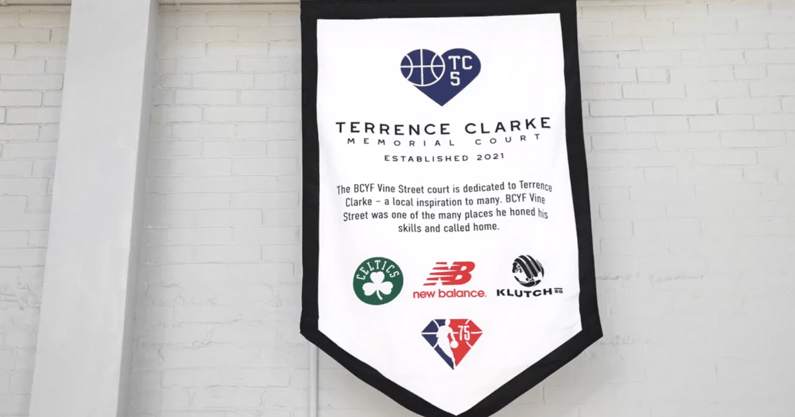 TC
5
TERRENCE CLARKE
MEMORIAL COURT
ESTABLISHED 2021
The BCYF Vine Street court is dedicated to Terrence
Clarke – a local inspiration to many. BCYF Vine
Street was one of the many places he honed his
skills and called home.
CELTICS
NB
new balance.
KLUTCH
75